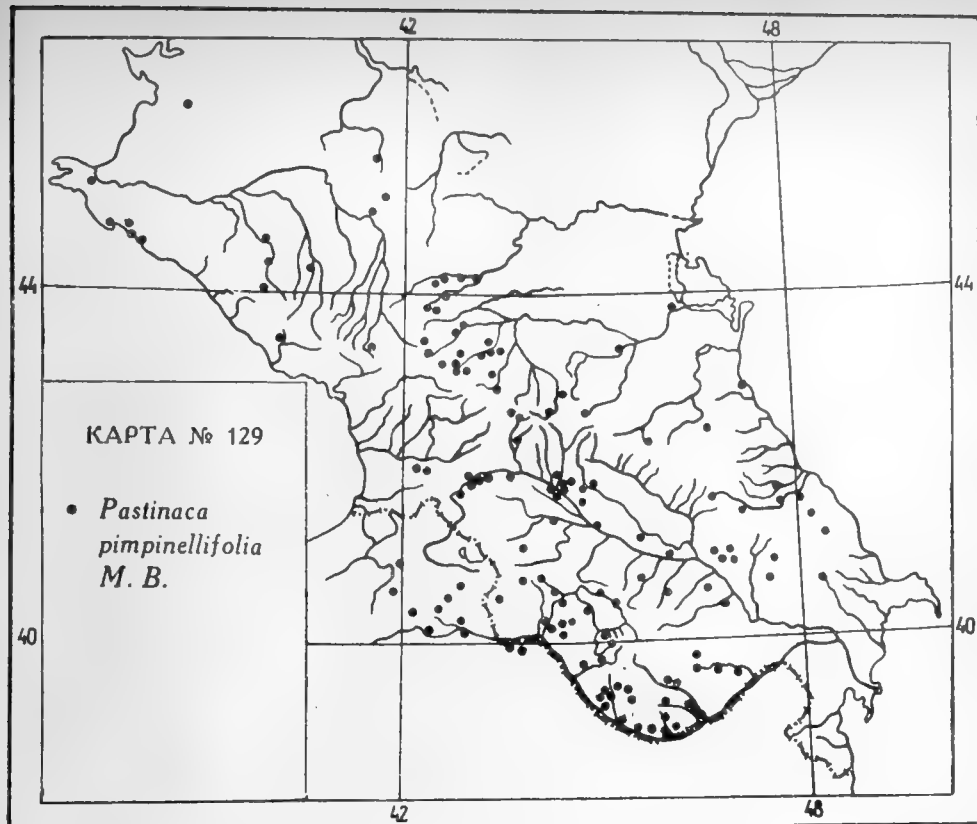 42 48
44 44
КАРТА № 129
Pastinaca
pimpinellifolia
M. B.
40 40
42 48